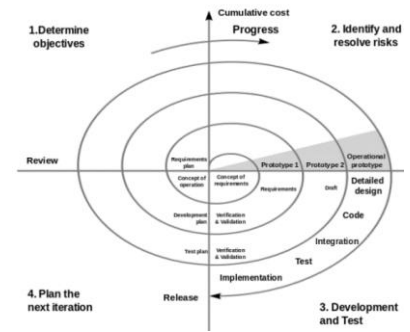 Cumulative cost
1.Determine
objectives
Progress
2. Identify and
resolve risks
Review
Requirements
plan
Concept of
operation
Concept of
requirements
Prototype 1
Prototype 2
Operational
prototype
Requirements
Draft
Detailed
design
Development
plan
Verification
& Validation
Code
Test plan
Verification
& Validation
Integration
Test
Implementation
4. Plan the
the next iteration
Release
3. Development
and Test